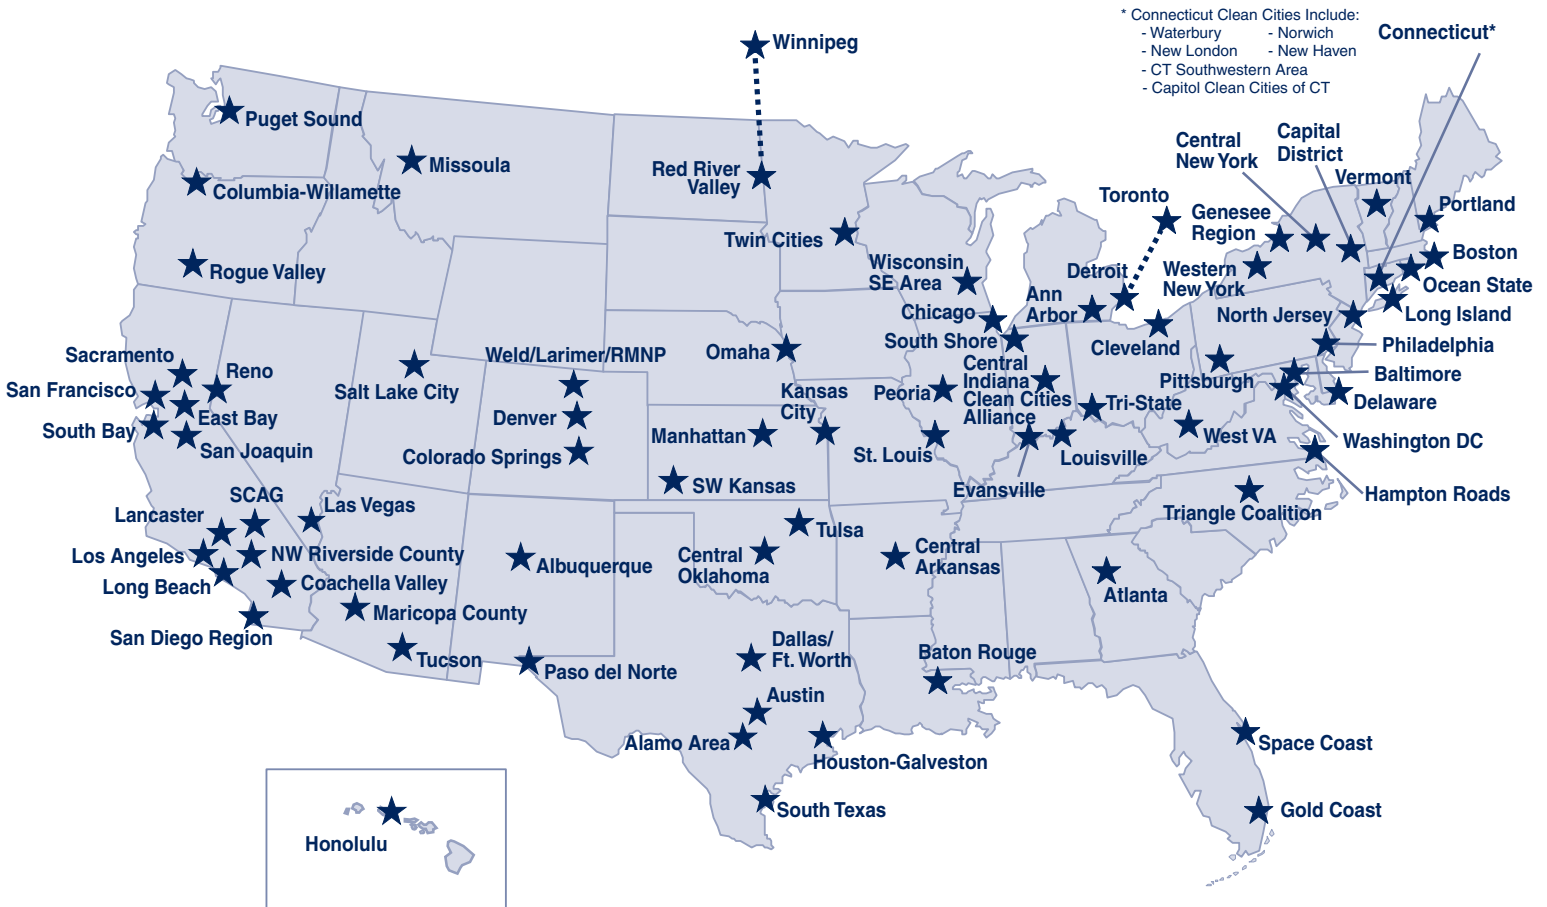 * Connecticut Clean Cities Include:
- Waterbury
- Norwich
- New London
- New Haven
- CT Southwestern Area
- Capitol Clean Cities of CT
Connecticut*
Winnipeg
Puget Sound
Missoula
Red River
Valley
Columbia-Willamette
Rogue Valley
Twin Cities
Wisconsin
SE Area
Toronto
Central
New York
Capital
District
Vermont
Portland
Genesee
Region
Boston
Detroit
Western
New York
Ocean State
Ann
Arbor
Long Island
North Jersey
Chicago
South Shore
Cleveland
Philadelphia
Pittsburgh
Baltimore
Delaware
Washington DC
Hampton Roads
West VA
Tri-State
Central
Indiana
Clean Cities
Alliance
Louisville
Evansville
Peoria
St. Louis
Omaha
Kansas
City
Manhattan
SW Kansas
Weld/Larimer/RMNP
Denver
Colorado Springs
Salt Lake City
Sacramento
Reno
San Francisco
East Bay
South Bay
San Joaquin
SCAG
Las Vegas
Lancaster
Los Angeles
NW Riverside County
Long Beach
Coachella Valley
San Diego Region
Maricopa County
Tucson
Albuquerque
Paso del Norte
Tulsa
Central
Oklahoma
Central
Arkansas
Triangle Coalition
Atlanta
Dallas/
Ft. Worth
Baton Rouge
Austin
Alamo Area
Houston-Galveston
South Texas
Space Coast
Gold Coast
Honolulu